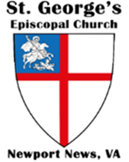 St. George's
Episcopal Church
Newport News, VA